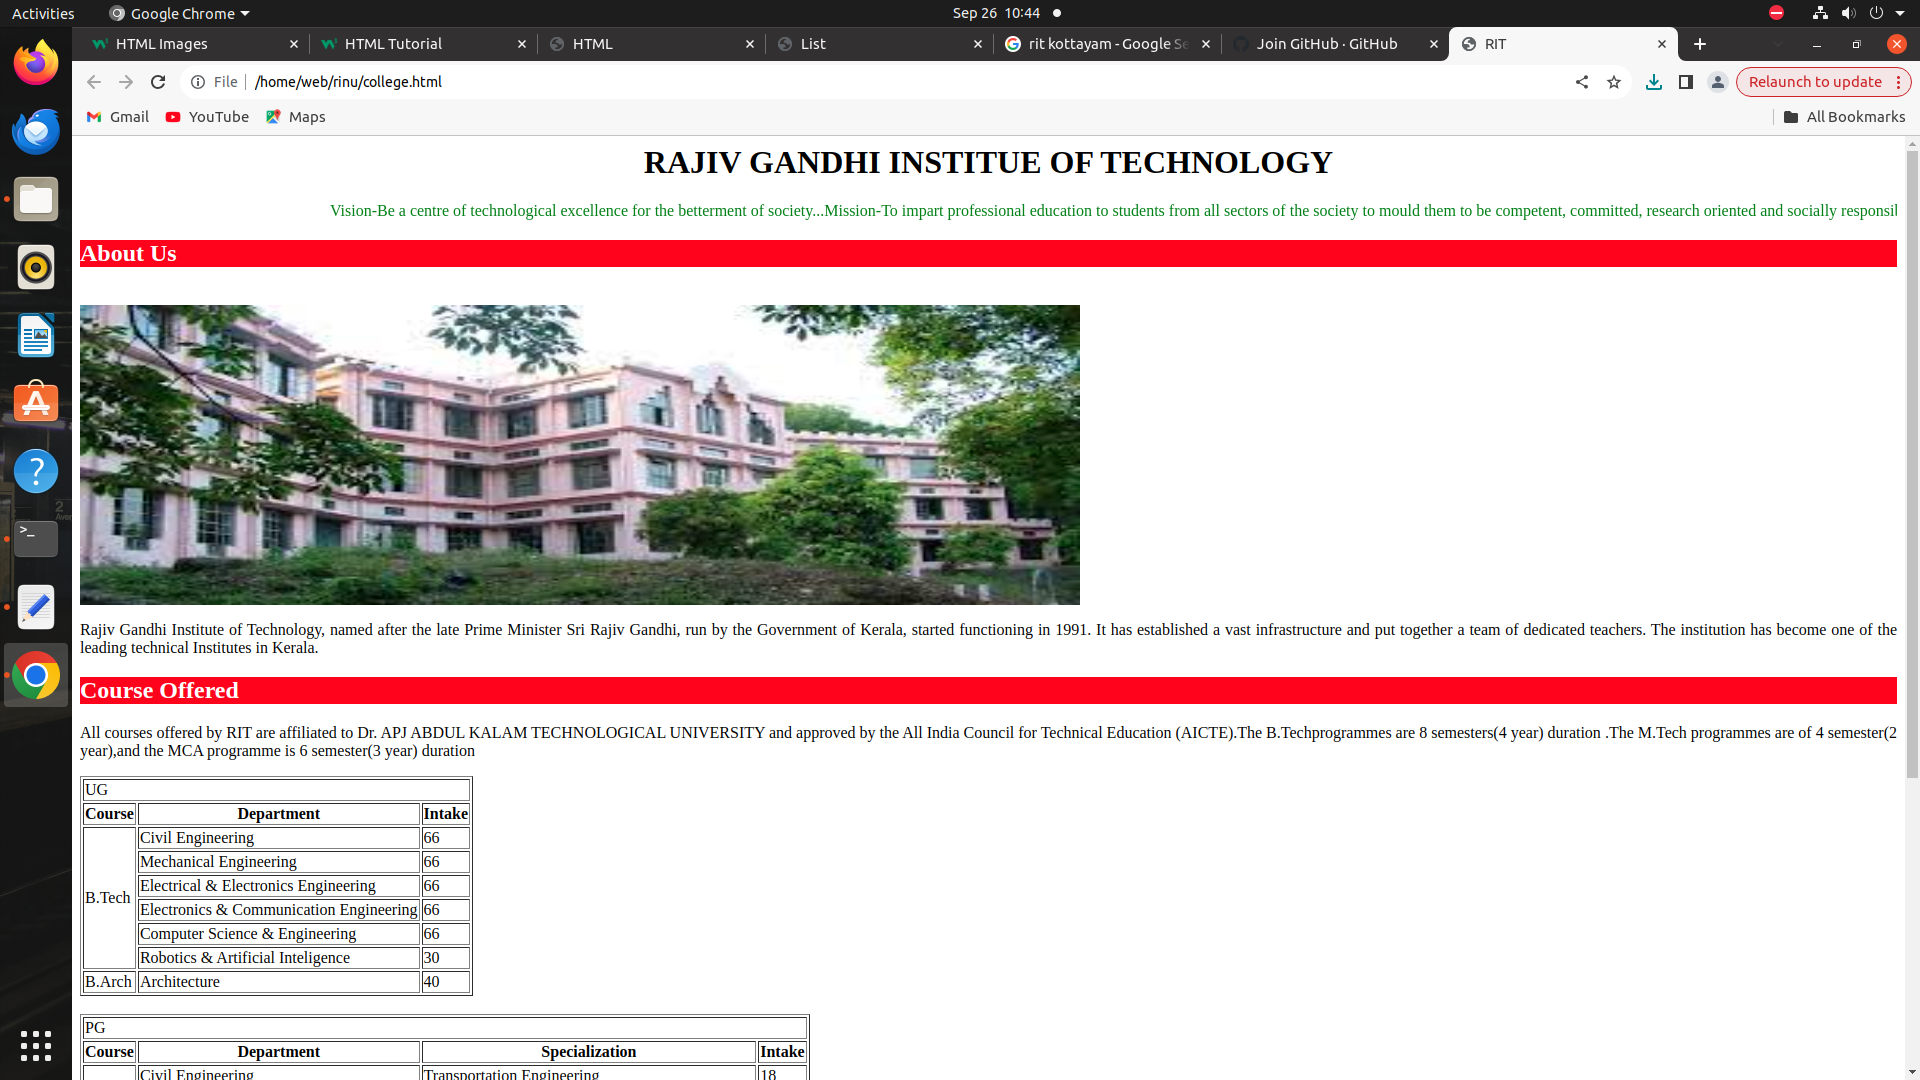 Activities
Google Chrome
Sep 26 10:44
HTML Images
HTML Tutorial
HTML
List
rit kottayam - Google Se
Join GitHub · GitHub
RIT
File
/home/web/rinu/college.html
Relaunch to update
Gmail
YouTube
Maps
All Bookmarks
RAJIV GANDHI INSTITUE OF TECHNOLOGY
Vision-Be a centre of technological excellence for the betterment of society...Mission-To impart professional education to students from all sectors of the society to mould them to be competent, committed, research oriented and socially responsil
About Us
Rajiv Gandhi Institute of Technology, named after the late Prime Minister Sri Rajiv Gandhi, run by the Government of Kerala, started functioning in 1991. It has established a vast infrastructure and put together a team of dedicated teachers. The institution has become one of the
leading technical Institutes in Kerala.
Course Offered
All courses offered by RIT are affiliated to Dr. APJ ABDUL KALAM TECHNOLOGICAL UNIVERSITY and approved by the All India Council for Technical Education (AICTE).The B.Techprogrammes are 8 semesters(4 year) duration .The M.Tech programmes are of 4 semester(2
year),and the MCA programme is 6 semester(3 year) duration
UG
Course Department Intake
B.Tech
Civil Engineering 66
Mechanical Engineering 66
Electrical & Electronics Engineering 66
Electronics & Communication Engineering 66
Computer Science & Engineering 66
Robotics & Artificial Inteligence 30
B.Arch Architecture 40
PG
Course Department Specialization Intake
Civil Engineering Transportation Engineering 18